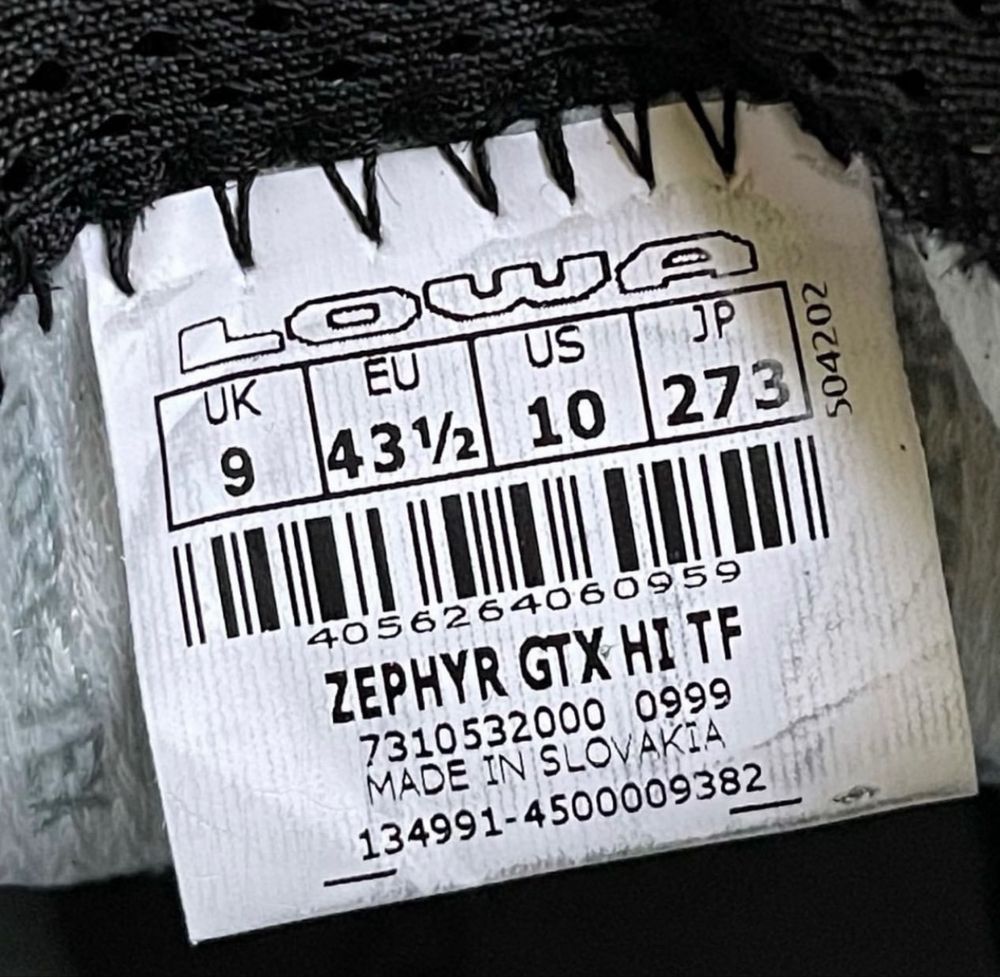 LOWA
UK EU US JP
9 43½ 10 273
504202
4056264060959
ZEPHYR GTX HI TF
7310532000 0999
MADE IN SLOVAKIA
134991-4500009382